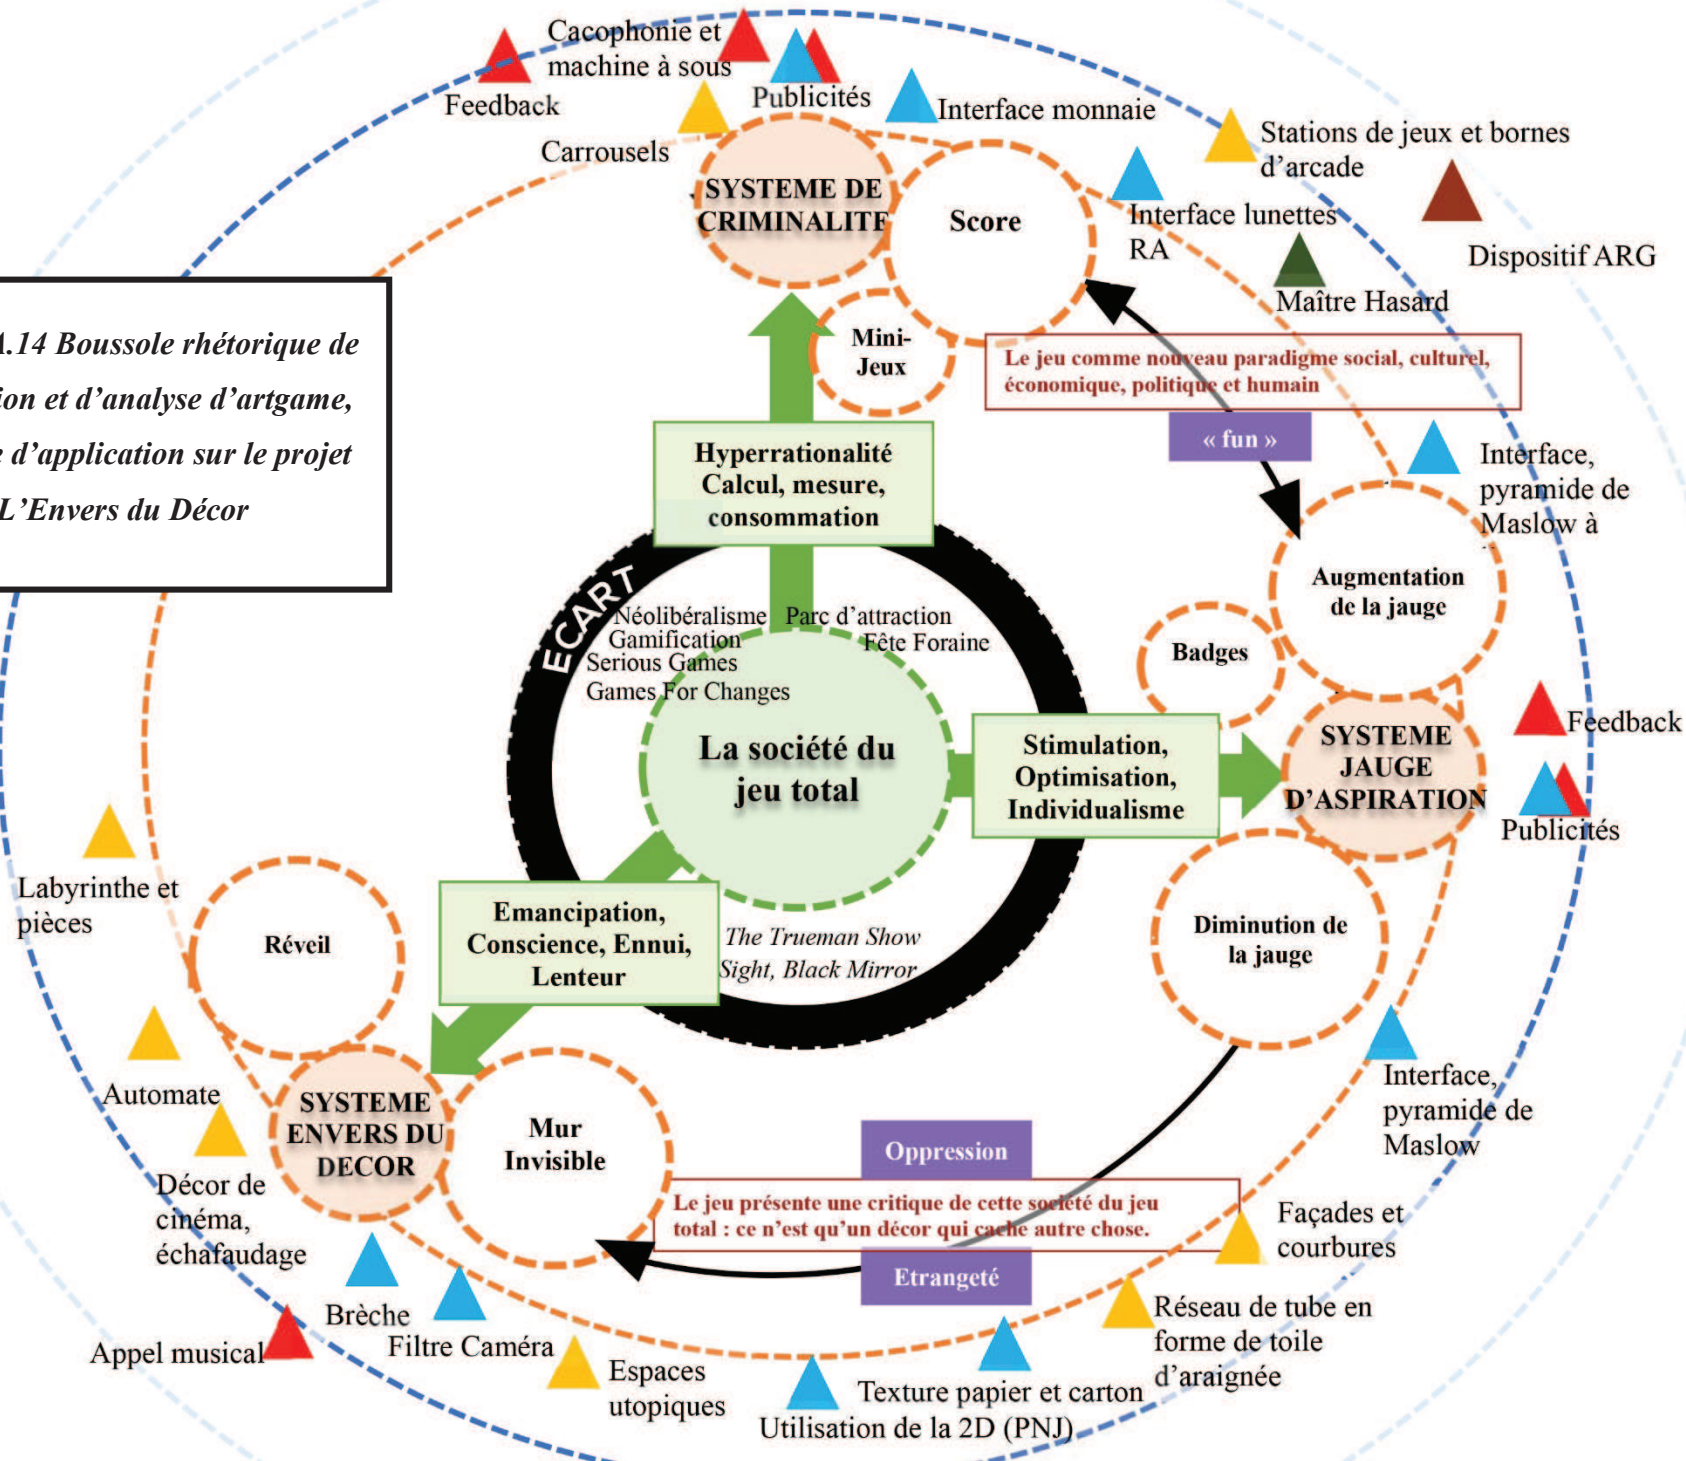 Cacophonie et
machine à sous
Feedback
Publicités
Interface monnaie
Carrousels
Stations de jeux et bornes
d'arcade
SYSTEME DE
CRIMINALITE
Score
Interface lunettes
RA
Dispositif ARG
Maître Hasard
A.14 Boussole rhétorique de
ion et d'analyse d'artgame,
e d'application sur le projet
L'Envers du Décor
Mini-
Jeux
Le jeu comme nouveau paradigme social, culturel,
économique, politique et humain
« fun »
Hyperrationalité
Calcul, mesure,
consommation
Interface,
pyramide de
Maslow à
Augmentation
de la jauge
ECART
Néolibéralisme
Gamification
Serious Games
Games For Changes
Parc d'attraction
Fête Foraine
Badges
La société du
jeu total
Stimulation,
Optimisation,
Individualisme
SYSTEME
JAUGE
D'ASPIRATION
Feedback
Publicités
Labyrinthe et
pièces
Réveil
Emancipation,
Conscience, Ennui,
Lenteur
The Trueman Show
Sight, Black Mirror
Diminution de
la jauge
Automate
SYSTEME
ENVERS DU
DECOR
Mur
Invisible
Interface,
pyramide de
Maslow
Oppression
Le jeu présente une critique de cette société du jeu
total : ce n'est qu'un décor qui cache autre chose.
Etrangeté
Décor de
cinéma,
échafaudage
Façades et
courbures
Brèche
Appel musical
Filtre Caméra
Espaces
utopiques
Réseau de tube en
forme de toile
d'araignée
Texture papier et carton
Utilisation de la 2D (PNJ)